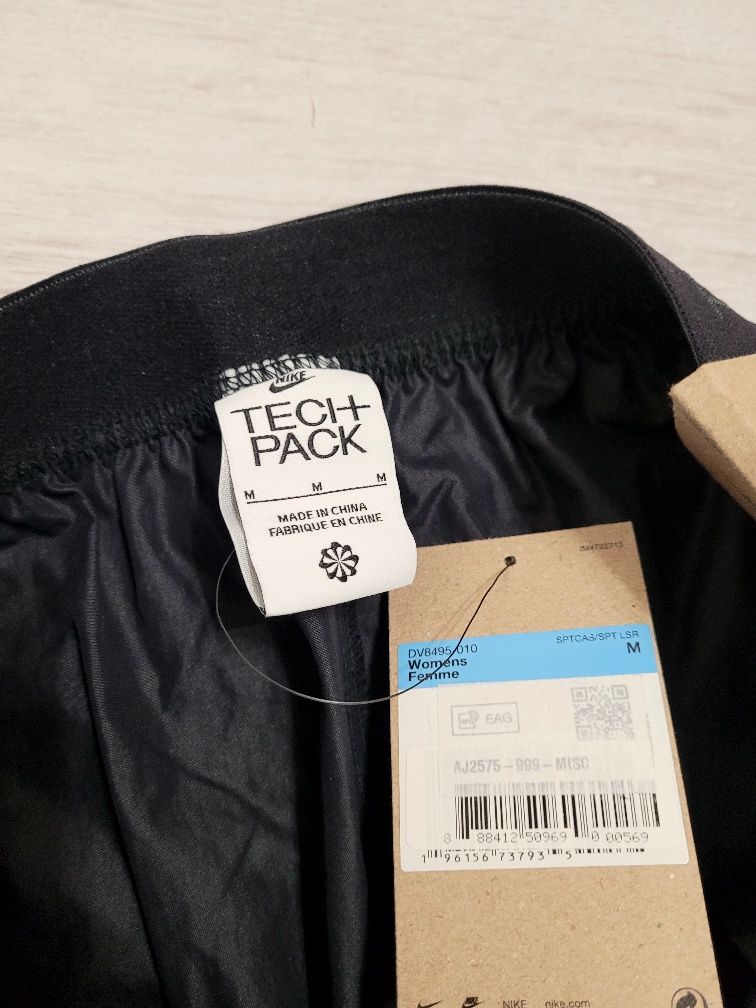 NIKE
TECH+
PACK
M M M
MADE IN CHINA
FABRIQUE EN CHINE
SPTCAS/SPT LSR
DV8495-010 M
Womens
Femme
EAG
AJ2575-999-MISC
8 88412 50969 0 00569
1 96156 73793 5
NIKE nike.com